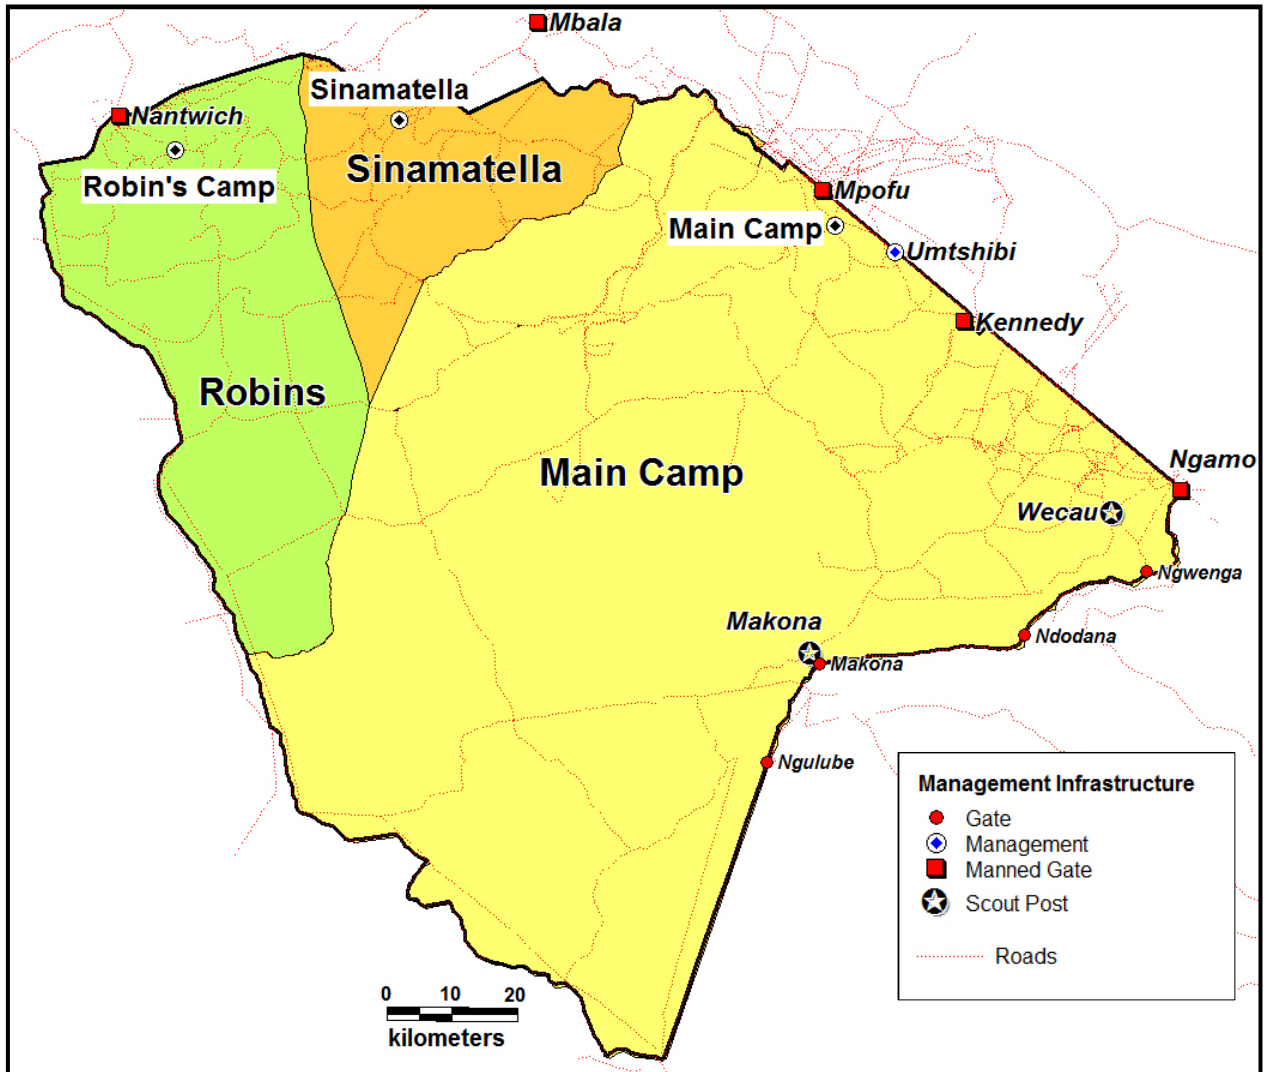 Mbala
Sinamatella
Nantwich
Sinamatella
Robin's Camp
Mpofu
Main Camp
Umtshibi
Kennedy
Robins
Main Camp
Ngamo
Wecau
Ngwenga
Makona
Ndodana
Makona
Ngulube
Management Infrastructure
Gate
Management
Manned Gate
Scout Post
Roads
0 10 20
kilometers